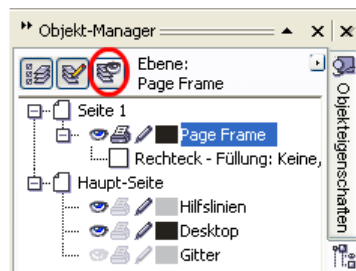 Objekt-Manager
Ebene:
Page Frame
Seite 1
Page Frame
Rechteck - Füllung: Keine,
Haupt-Seite
Hilfslinien
Desktop
Gitter
Objekteigenschaften